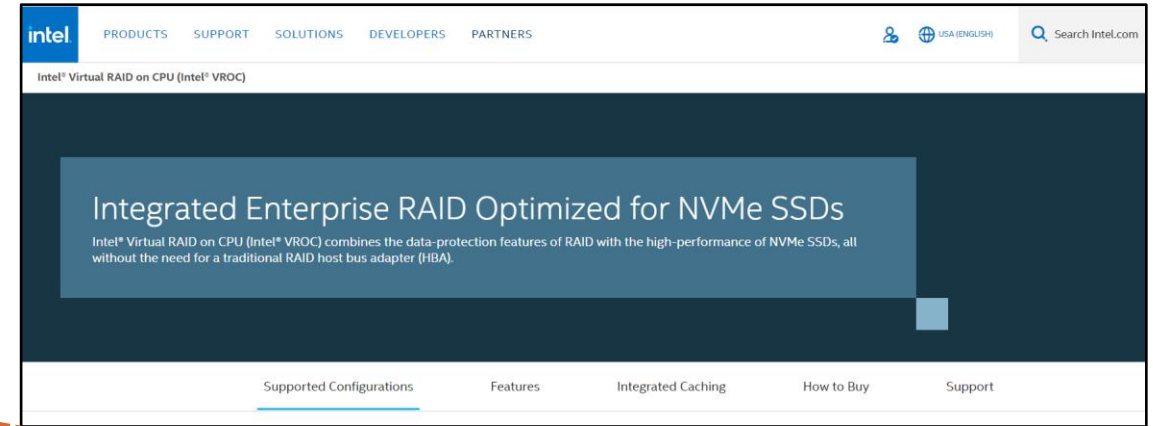 intel. PRODUCTS SUPPORT SOLUTIONS DEVELOPERS PARTNERS USA (ENGLISH) Search Intel.com
Intel® Virtual RAID on CPU (Intel® VROC)
Integrated Enterprise RAID Optimized for NVMe SSDs
Intel® Virtual RAID on CPU (Intel® VROC) combines the data-protection features of RAID with the high-performance of NVMe SSDs, all
without the need for a traditional RAID host bus adapter (HBA).
Supported Configurations Features Integrated Caching How to Buy Support